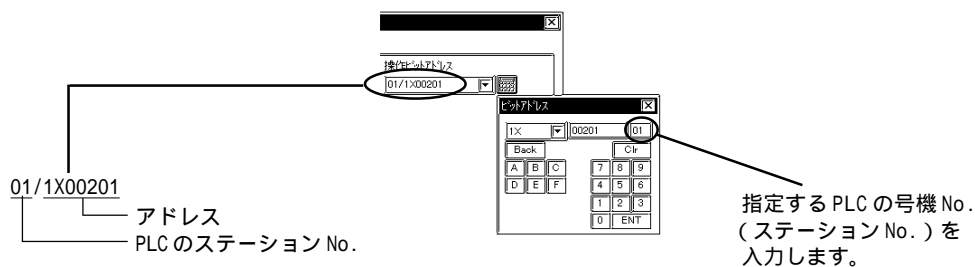 操作ビットアドレス
01/1X00201
ビットアドレス
1X 00201 01
Back Clr
A B C 7 8 9
D E F 4 5 6
1 2 3
0 ENT
01/1X00201
アドレス
PLCのステーション No.
指定する PLC の号機 No.
(ステーション No.)を
入力します。